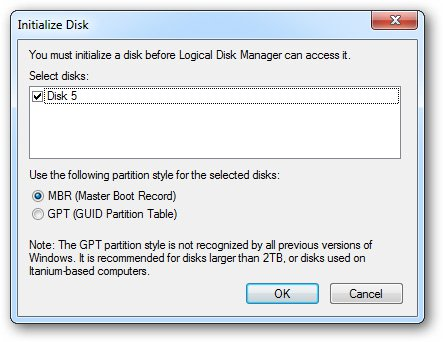 Initialize Disk
You must initialize a disk before Logical Disk Manager can access it.
Select disks:
Disk 5
Use the following partition style for the selected disks:
MBR (Master Boot Record)
GPT (GUID Partition Table)
Note: The GPT partition style is not recognized by all previous versions of
Windows. It is recommended for disks larger than 2TB, or disks used on
Itanium-based computers.
OK
Cancel